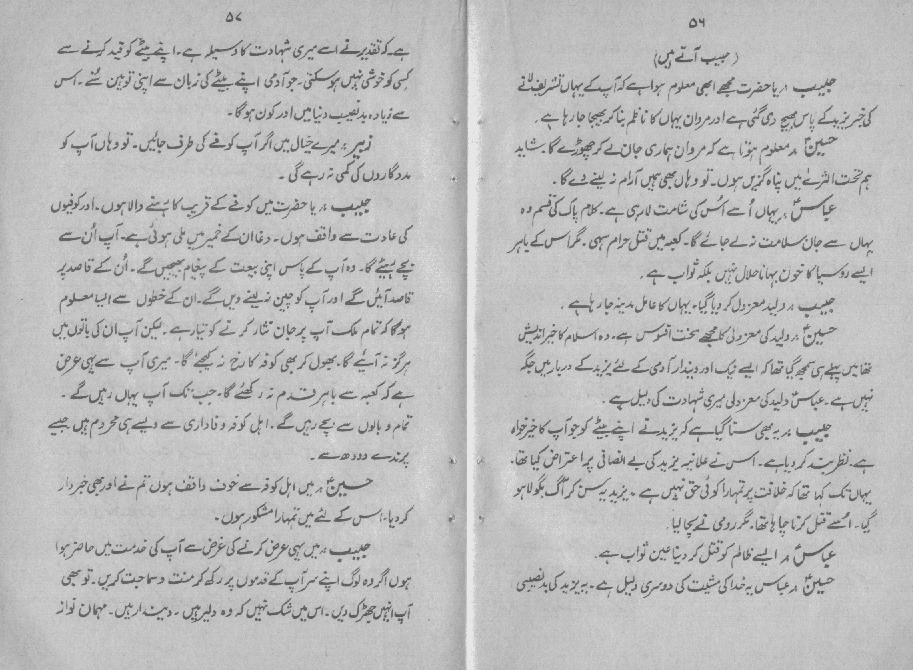 ۵۶
(حبیب آتے ہیں)
حبیب :۔ یا حضرت مجھے ابھی معلوم ہوا ہے کہ آپ کے یہاں تشریف لانے
کی خبر یزید کے پاس بھیج دی گئی ہے اور مروان یہاں کا ناظم بنا کر بھیجا جا رہا ہے۔
حسینؑ :۔ معلوم ہوتا ہے کہ مروان ہماری جان لے کر چھوڑے گا۔ شاید
ہم تحت الثریٰ میں پناہ گزیں ہوں۔ تو وہاں بھی ہمیں آرام نہ لینے دے گا۔
عباسؑ :۔ یہاں اُسے اُس کی شامت لا رہی ہے۔ کلام پاک کی قسم وہ
یہاں سے جان سلامت نہ لے جائے گا۔ کعبہ میں قتل حرام سہی۔ مگر اس کے باہر
ایسے روسیا کا خون بہانا حلال نہیں بلکہ ثواب ہے۔
حبیب :۔ ولید معزول کر دیا گیا۔ یہاں کا عامل مدینہ جا رہا ہے۔
حسینؑ :۔ ولید کی معزولی کا مجھے سخت افسوس ہے۔ وہ اسلام کا خیر اندیش
تھا میں پہلے ہی سمجھ گیا تھا کہ ایسے نیک اور دیندار آدمی کے لئے یزید کے دربار میں جگہ
نہیں ہے۔ عباسؑ ولید کی معزولی میری شہادت کی دلیل ہے۔
حبیب :۔ یہ بھی سنا گیا ہے کہ یزید نے اپنے بیٹے کو جو آپ کا خیر خواہ
ہے۔ نظر بند کر دیا ہے۔ اس نے علانیہ یزید کی بے انصافی پر اعتراض کیا تھا۔
یہاں تک کہا تھا کہ خلافت پر تمہارا کوئی حق نہیں ہے۔ یزید یہ سن کر آگ بگولا ہو
گیا۔ اُسے قتل کرنا چاہا تھا۔ مگر رومی نے بچا لیا۔
عباسؑ :۔ ایسے ظالم کو قتل کر دینا عین ثواب ہے۔
حسینؑ :۔ عباس یہ خدا کی مشیت کی دوسری دلیل ہے۔ یہ یزید کی بدنصیبی
۵۷
ہے۔ کہ تقدیر نے اسے میری شہادت کا وسیلہ ہے۔ اپنے بیٹے کو قید کرنے سے
کسی کو خوشی نہیں ہو سکتی۔ جو آدمی اپنے بیٹے کی زبان سے اپنی توہین سُنے۔ اس
سے زیادہ بدنصیب دنیا میں اور کون ہو گا۔
زبیر :۔ میرے خیال میں اگر آپ کوفے کی طرف جائیں۔ تو وہاں آپ کو
مددگاروں کی کمی نہ رہے گی۔
حبیب :۔ یا حضرت میں کوفے کے قریب کا رہنے والا ہوں۔ اور کوفیوں
کی عادت سے واقف ہوں۔ دغا ان کے خمیر میں ملی ہوئی ہے۔ آپ اُن سے
بچے رہیئے گا۔ وہ آپ کے پاس اپنی بیعت کے پیغام بھیجیں گے۔ اُن کے قاصد پر
قاصد آئیں گے اور آپ کو چین نہ لینے دیں گے۔ ان کے خطوں سے ایسا معلوم
ہو گا کہ تمام ملک آپ پر جان نثار کرنے کو تیار ہے۔ لیکن آپ ان کی باتوں میں
ہرگز نہ آیئے گا۔ بھول کر بھی کوفہ کا رخ نہ کیجئے گا۔ میری آپ سے یہی عرض
ہے کہ کعبہ سے باہر قدم نہ رکھئے گا۔ جب تک آپ یہاں رہیں گے۔
تمام وبالوں سے بچے رہیں گے۔ اہل کوفہ وفاداری سے ویسے ہی محروم ہیں جیسے
پرندے دودھ سے۔
حسینؑ :۔ میں اہل کوفہ سے خوف واقف ہوں تم نے اور بھی خبردار
کر دیا۔ اس کے لئے میں تمہارا مشکور ہوں۔
حبیب :۔ میں یہی عرض کرنے کی غرض سے آپ کی خدمت میں حاضر ہوا
ہوں اگر وہ لوگ اپنے سر آپ کے قدموں پر رکھ کر منت و سماجت کریں۔ تو بھی
آپ انہیں جھڑک دیں۔ اس میں شک نہیں کہ وہ دلیر ہیں۔ دیندار ہیں۔ مہمان نواز